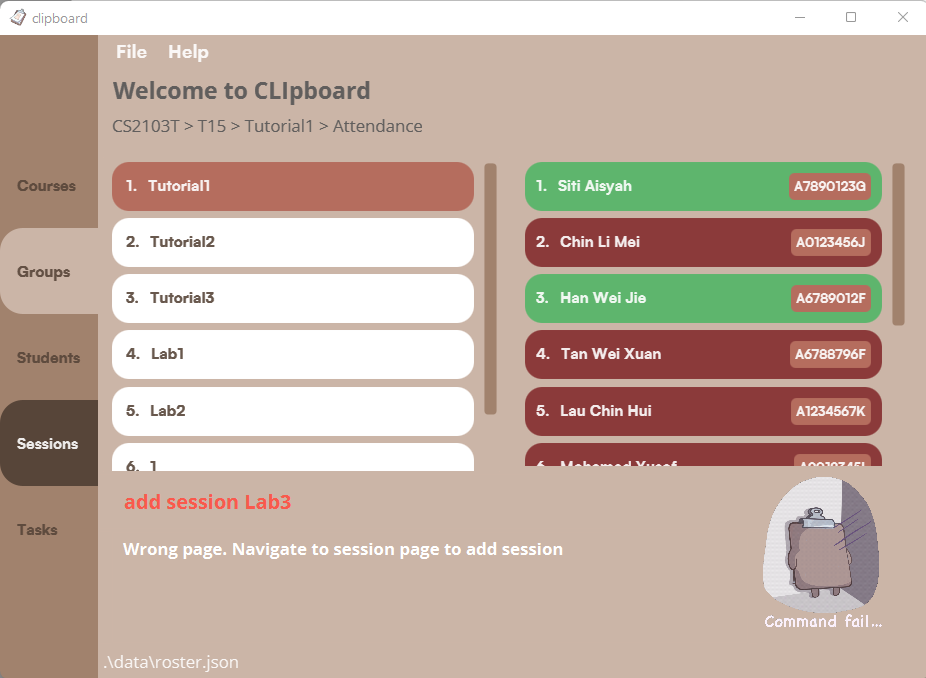 clipboard
File Help
Welcome to CLIpboard
CS2103T > T15 > Tutorial1 > Attendance
Courses
Groups
Students
Sessions
Tasks
1. Tutorial1
2. Tutorial2
3. Tutorial3
4. Lab1
5. Lab2
6. 1
1. Siti Aisyah A7890123G
2. Chin Li Mei A0123456J
3. Han Wei Jie A6789012F
4. Tan Wei Xuan A6788796F
5. Lau Chin Hui A1234567K
6. Mohamed Yusof
add session Lab3
Wrong page. Navigate to session page to add session
Command fail...
.\data\roster.json